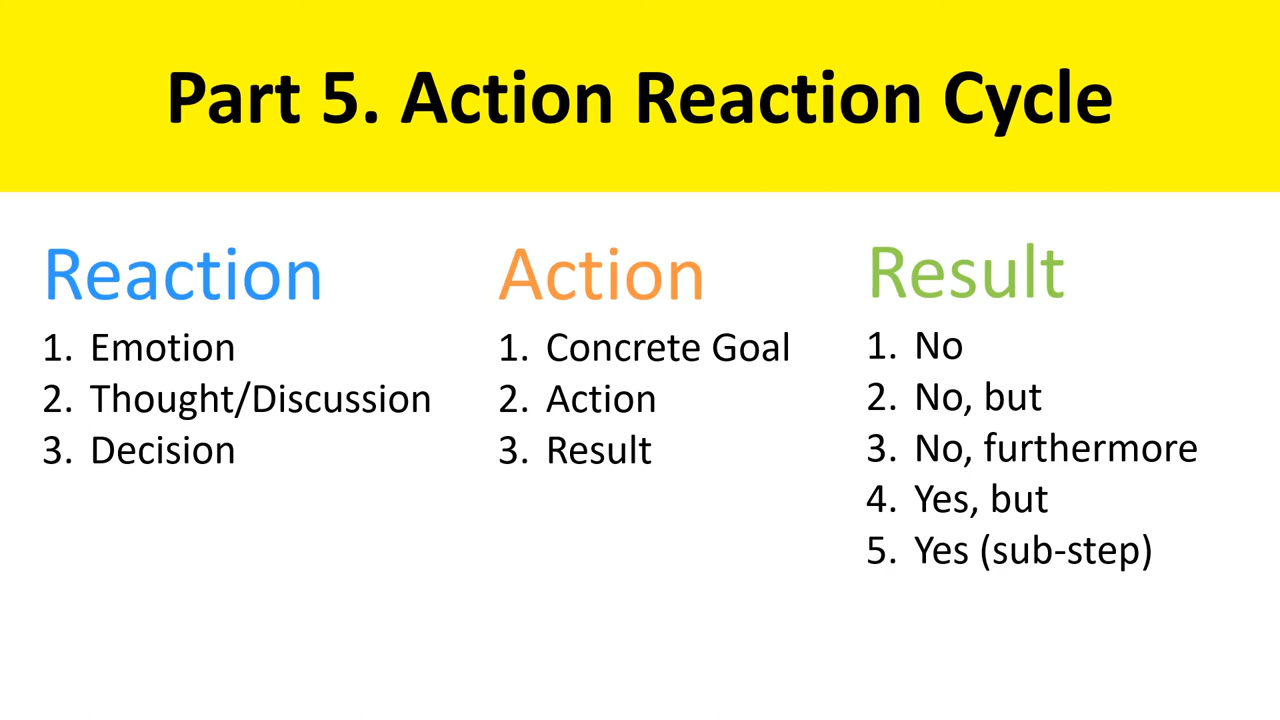 Part 5. Action Reaction Cycle
Reaction
1. Emotion
2. Thought/Discussion
3. Decision
Action
1. Concrete Goal
2. Action
3. Result
Result
1. No
2. No, but
3. No, furthermore
4. Yes, but
5. Yes (sub-step)